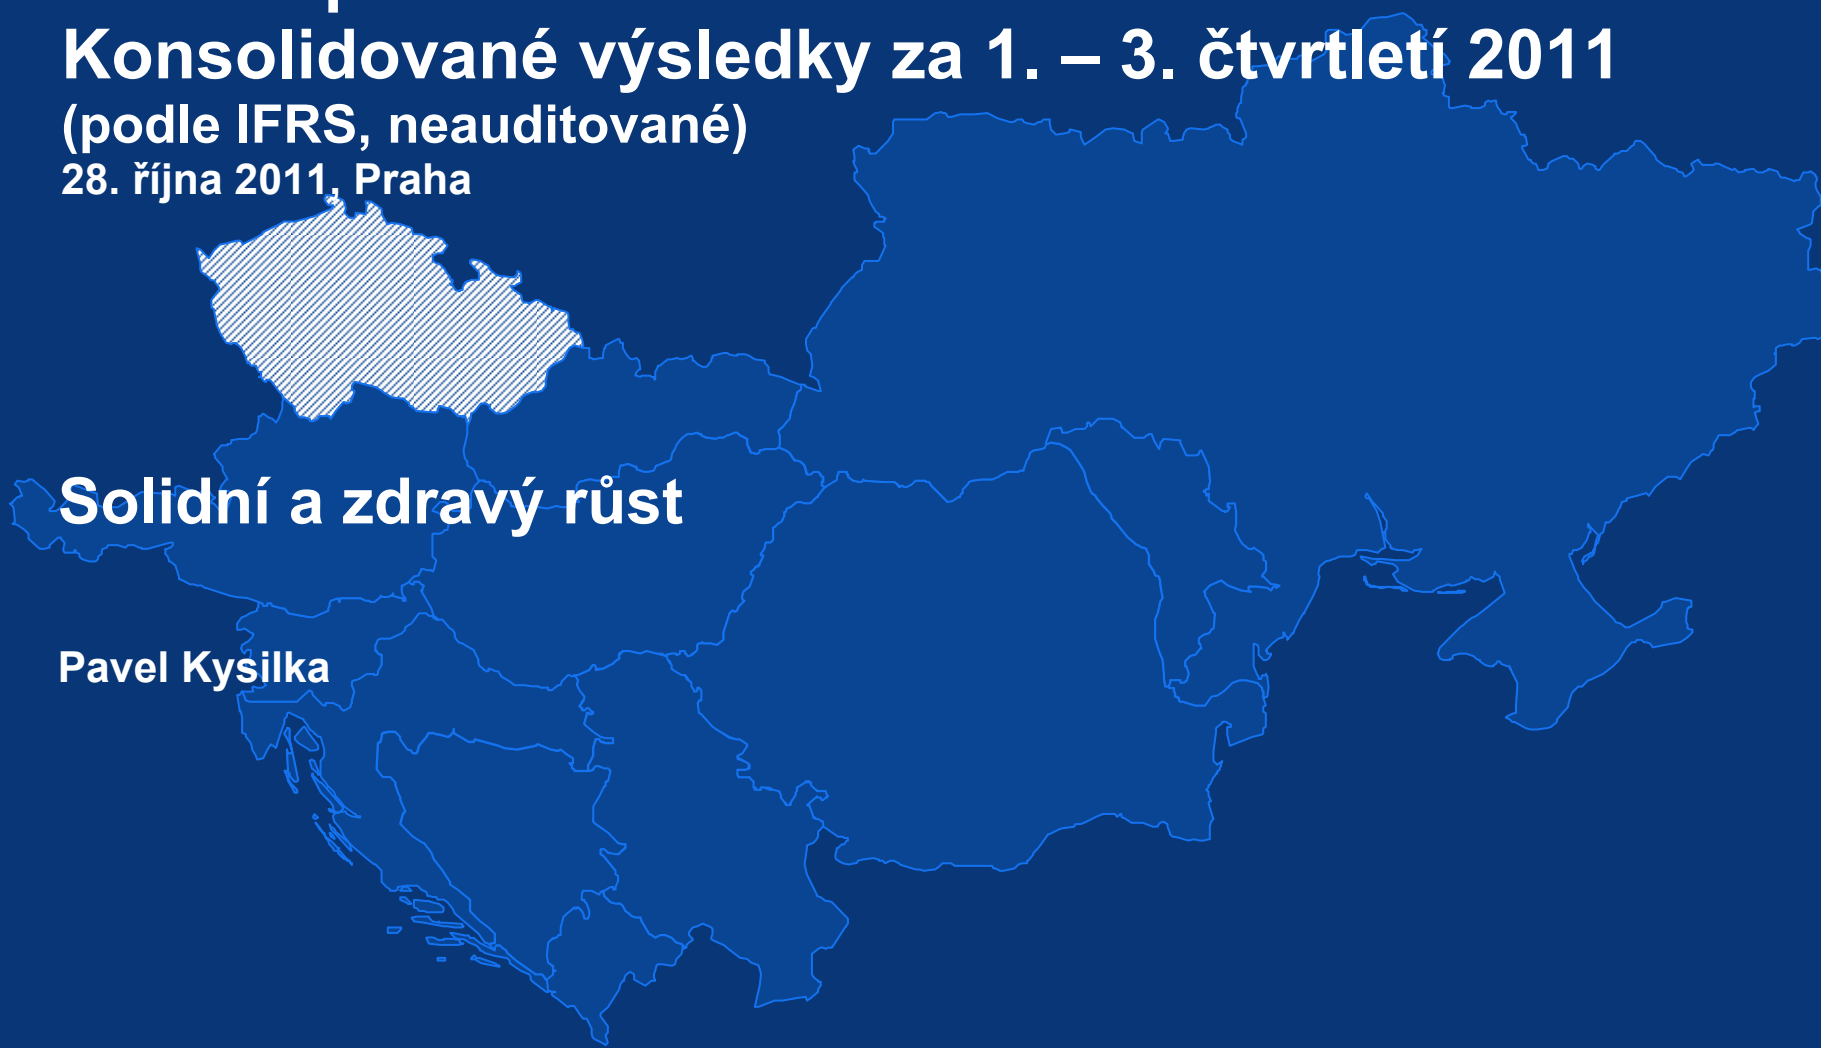 Konsolidované výsledky za 1. – 3. čtvrtletí 2011
(podle IFRS, neauditované)
28. října 2011, Praha
Solidní a zdravý růst
Pavel Kysilka